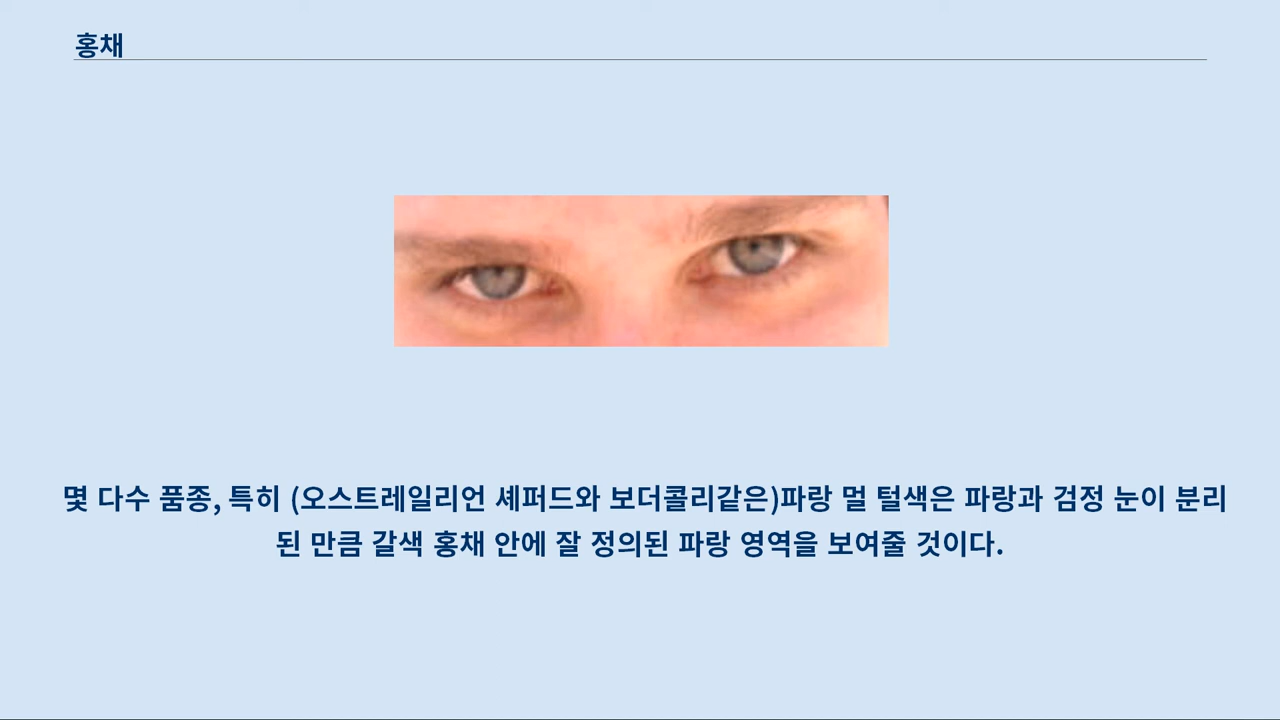 홍채
몇 다수 품종, 특히 (오스트레일리언 셰퍼드와 보더콜리같은)파랑 멀 털색은 파랑과 검정 눈이 분리
된 만큼 갈색 홍채 안에 잘 정의된 파랑 영역을 보여줄 것이다.